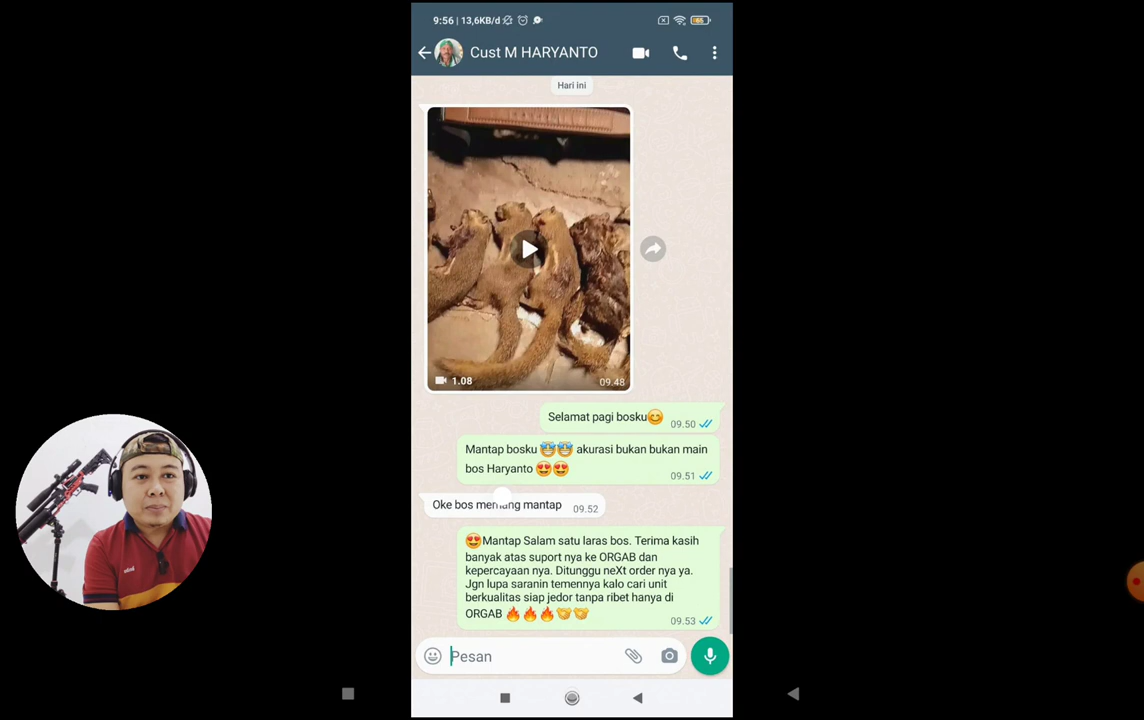 9:56 | 13,6KB/d
65
Cust M HARYANTO
Hari ini
1.08
09.48
Selamat pagi bosku😊
09.50
Mantap bosku 🤩🤩 akurasi bukan bukan main
bos Haryanto 😍😍
09.51
Oke bos memang mantap
09.52
😍Mantap Salam satu laras bos. Terima kasih
banyak atas suport nya ke ORGAB dan
kepercayaan nya. Ditunggu neXt order nya ya.
Jgn lupa saranin temennya kalo cari unit
berkualitas siap jedor tanpa ribet hanya di
ORGAB 🔥🔥🔥🤝🤝
09.53
Pesan